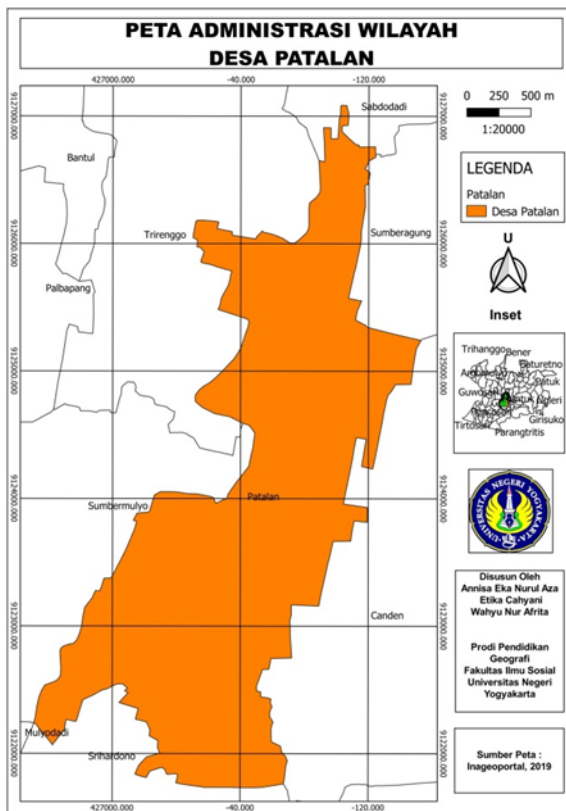 PETA ADMINISTRASI WILAYAH
DESA PATALAN
427000.000 -40.000 -120.000
9127000.000
9126000.000
9125000.000
9124000.000
9123000.000
9122000.000
Sabdodadi
Bantul
Trirenggo
Sumberagung
Palbapang
Patalan
Sumbermulyo
Canden
Mulyodadi
Srihardono
9127000.000
9126000.000
9125000.000
9124000.000
9123000.000
9122000.000
427000.000 -40.000 -120.000
0 250 500 m
1:20000
LEGENDA
Patalan
Desa Patalan
U
Inset
Trihanggo
Bener
Baturetno
Patuk
Guwosari
Ngleri
Girisuko
Tirtosari
Parangtritis
UNIVERSITAS NEGERI YOGYAKARTA
Disusun Oleh
Annisa Eka Nurul Aza
Etika Cahyani
Wahyu Nur Afrita
Prodi Pendidikan
Geografi
Fakultas Ilmu Sosial
Universitas Negeri
Yogyakarta
Sumber Peta :
Inageoportal, 2019